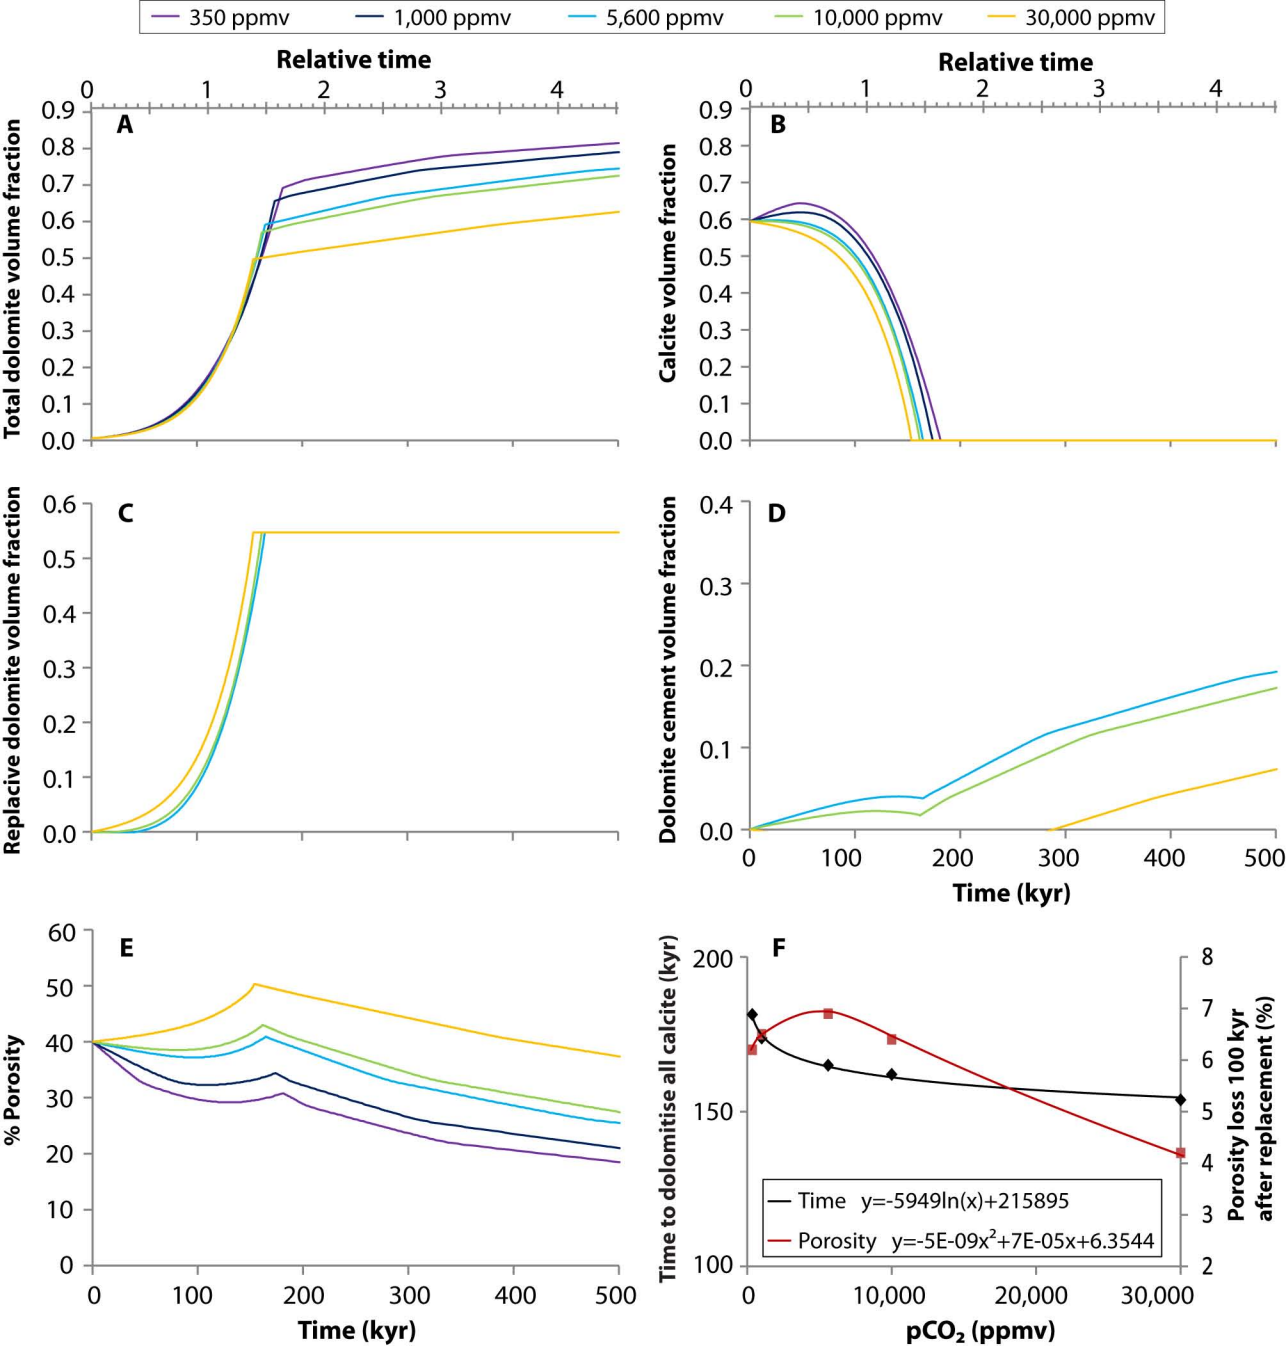 350 ppmv 1,000 ppmv 5,600 ppmv 10,000 ppmv 30,000 ppmv
Relative time
0 1 2 3 4
A
Total dolomite volume fraction
0.9
0.8
0.7
0.6
0.5
0.4
0.3
0.2
0.1
0.0
Relative time
0 1 2 3 4
B
Calcite volume fraction
0.9
0.8
0.7
0.6
0.5
0.4
0.3
0.2
0.1
0.0
C
Replacive dolomite volume fraction
0.6
0.5
0.4
0.3
0.2
0.1
0.0
D
Dolomite cement volume fraction
0.4
0.3
0.2
0.1
0.0
0 100 200 300 400 500
Time (kyr)
E
% Porosity
60
50
40
30
20
10
0
0 100 200 300 400 500
Time (kyr)
F
Time to dolomitise all calcite (kyr)
200
150
100
8
7
6
5
4
3
2
Porosity loss 100 kyr
after replacement (%)
Time y=-5949ln(x)+215895
Porosity y=-5E-09x²+7E-05x+6.3544
0 10,000 20,000 30,000
pCO₂ (ppmv)